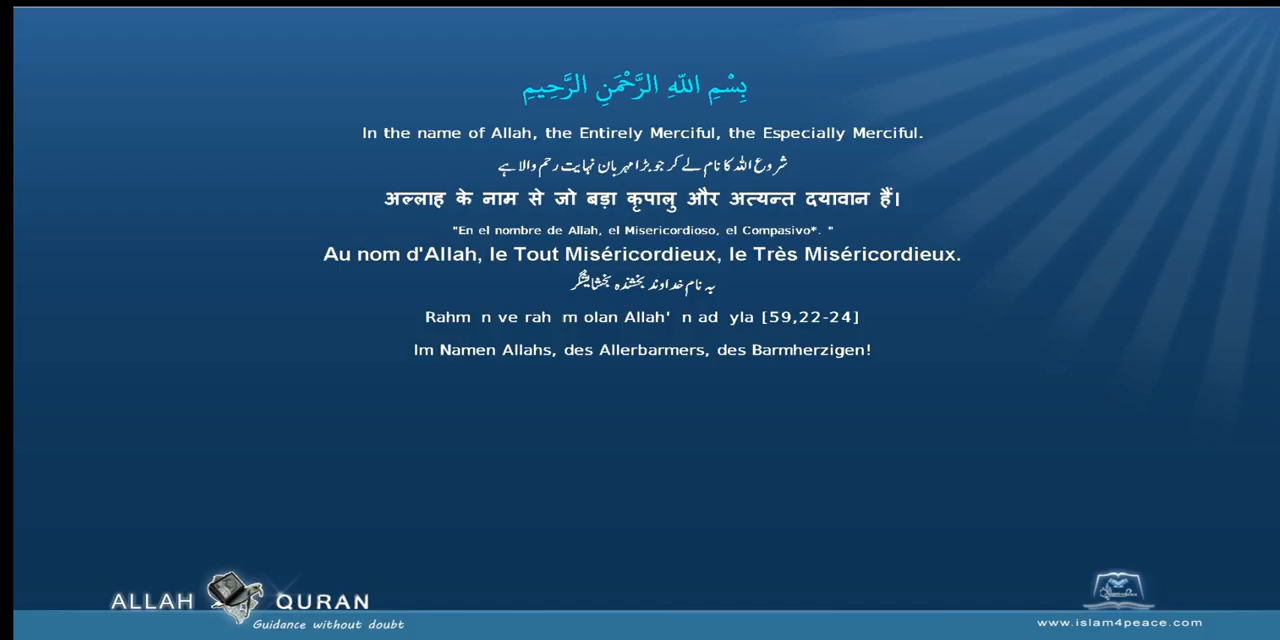 بِسْمِ اللّهِ الرَّحْمَنِ الرَّحِيمِ
In the name of Allah, the Entirely Merciful, the Especially Merciful.
شروع الله کا نام لے کر جو بڑا مہربان نہایت رحم والا ہے
अल्लाह के नाम से जो बड़ा कृपालु और अत्यन्त दयावान हैं।
"En el nombre de Allah, el Misericordioso, el Compasivo*. "
Au nom d'Allah, le Tout Miséricordieux, le Très Miséricordieux.
به نام خداوند بخشنده بخشایشگر
Rahm n ve rah m olan Allah' n ad yla [59,22-24]
Im Namen Allahs, des Allerbarmers, des Barmherzigen!
ALLAH QURAN
Guidance without doubt
www.islam4peace.com